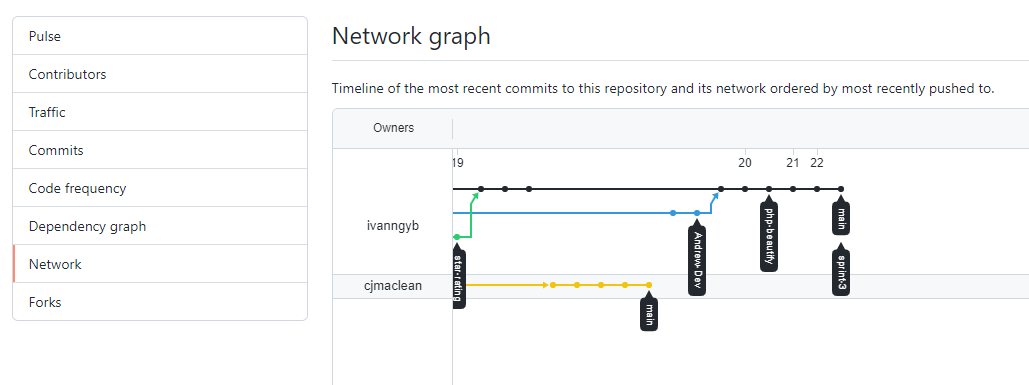 Pulse
Contributors
Traffic
Commits
Code frequency
Dependency graph
Network
Forks
Network graph
Timeline of the most recent commits to this repository and its network ordered by most recently pushed to.
Owners
19 20 21 22
ivanngyb
star-rating
Andrew-Dev
php-beautify
main
sprint-3
cjmaclean
main